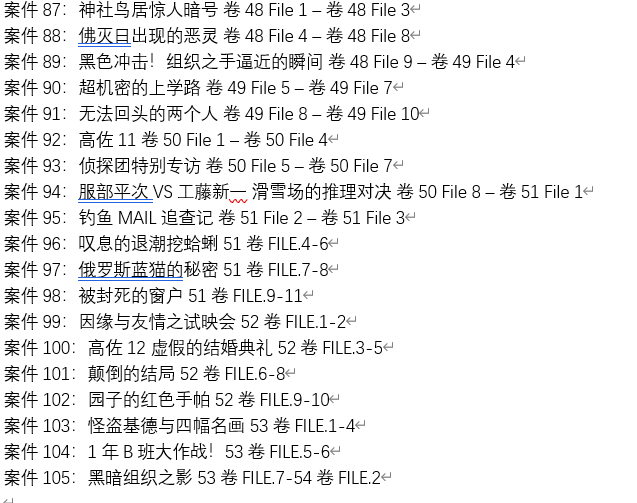 案件 87：神社鸟居惊人暗号 卷 48 File 1 – 卷 48 File 3
案件 88：佛灭日出现的恶灵 卷 48 File 4 – 卷 48 File 8
案件 89：黑色冲击！组织之手逼近的瞬间 卷 48 File 9 – 卷 49 File 4
案件 90：超机密的上学路 卷 49 File 5 – 卷 49 File 7
案件 91：无法回头的两个人 卷 49 File 8 – 卷 49 File 10
案件 92：高佐 11 卷 50 File 1 – 卷 50 File 4
案件 93：侦探团特别专访 卷 50 File 5 – 卷 50 File 7
案件 94：服部平次 VS 工藤新一 滑雪场的推理对决 卷 50 File 8 – 卷 51 File 1
案件 95：钓鱼 MAIL 追查记 卷 51 File 2 – 卷 51 File 3
案件 96：叹息的退潮挖蛤蜊 51 卷 FILE.4-6
案件 97：俄罗斯蓝猫的秘密 51 卷 FILE.7-8
案件 98：被封死的窗户 51 卷 FILE.9-11
案件 99：因缘与友情之试映会 52 卷 FILE.1-2
案件 100：高佐 12 虚假的结婚典礼 52 卷 FILE.3-5
案件 101：颠倒的结局 52 卷 FILE.6-8
案件 102：园子的红色手帕 52 卷 FILE.9-10
案件 103：怪盗基德与四幅名画 53 卷 FILE.1-4
案件 104：1 年 B 班大作战！53 卷 FILE.5-6
案件 105：黑暗组织之影 53 卷 FILE.7-54 卷 FILE.2